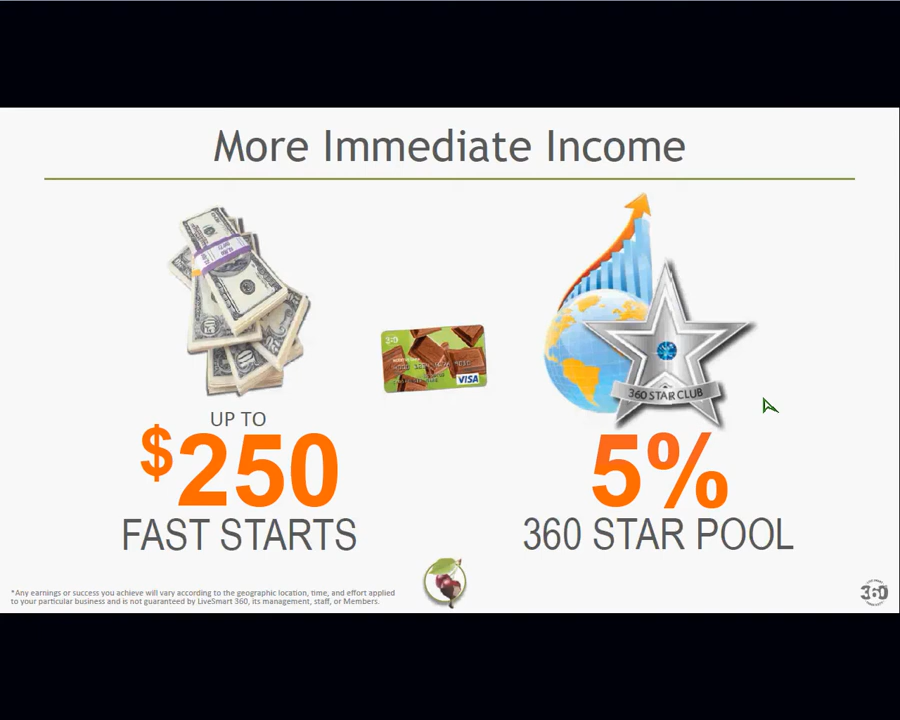 More Immediate Income
360
VISA
360 STAR CLUB
UP TO
$250
FAST STARTS
5%
360 STAR POOL
*Any earnings or success you achieve will vary according to the geographic location, time, and effort applied
to your particular business and is not guaranteed by LiveSmart 360, its management, staff, or Members.
360